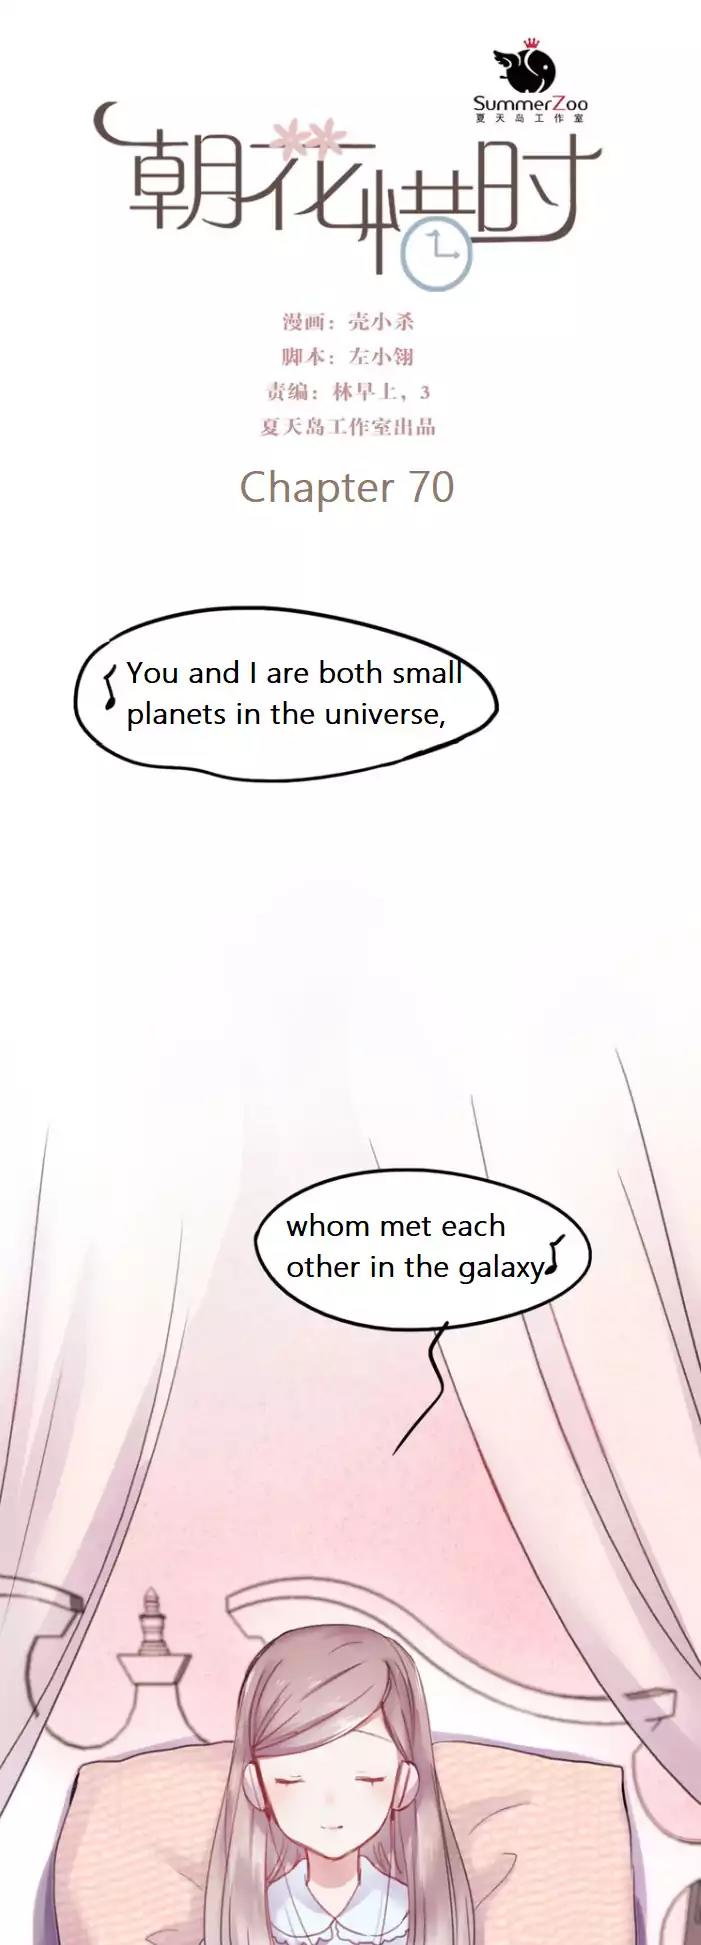 SummerZoo
夏天岛工作室
朝花惜时
漫画：壳小杀
脚本：左小翎
责编：林早上，3
夏天岛工作室出品
Chapter 70
You and I are both small
planets in the universe,
whom met each
other in the galaxy